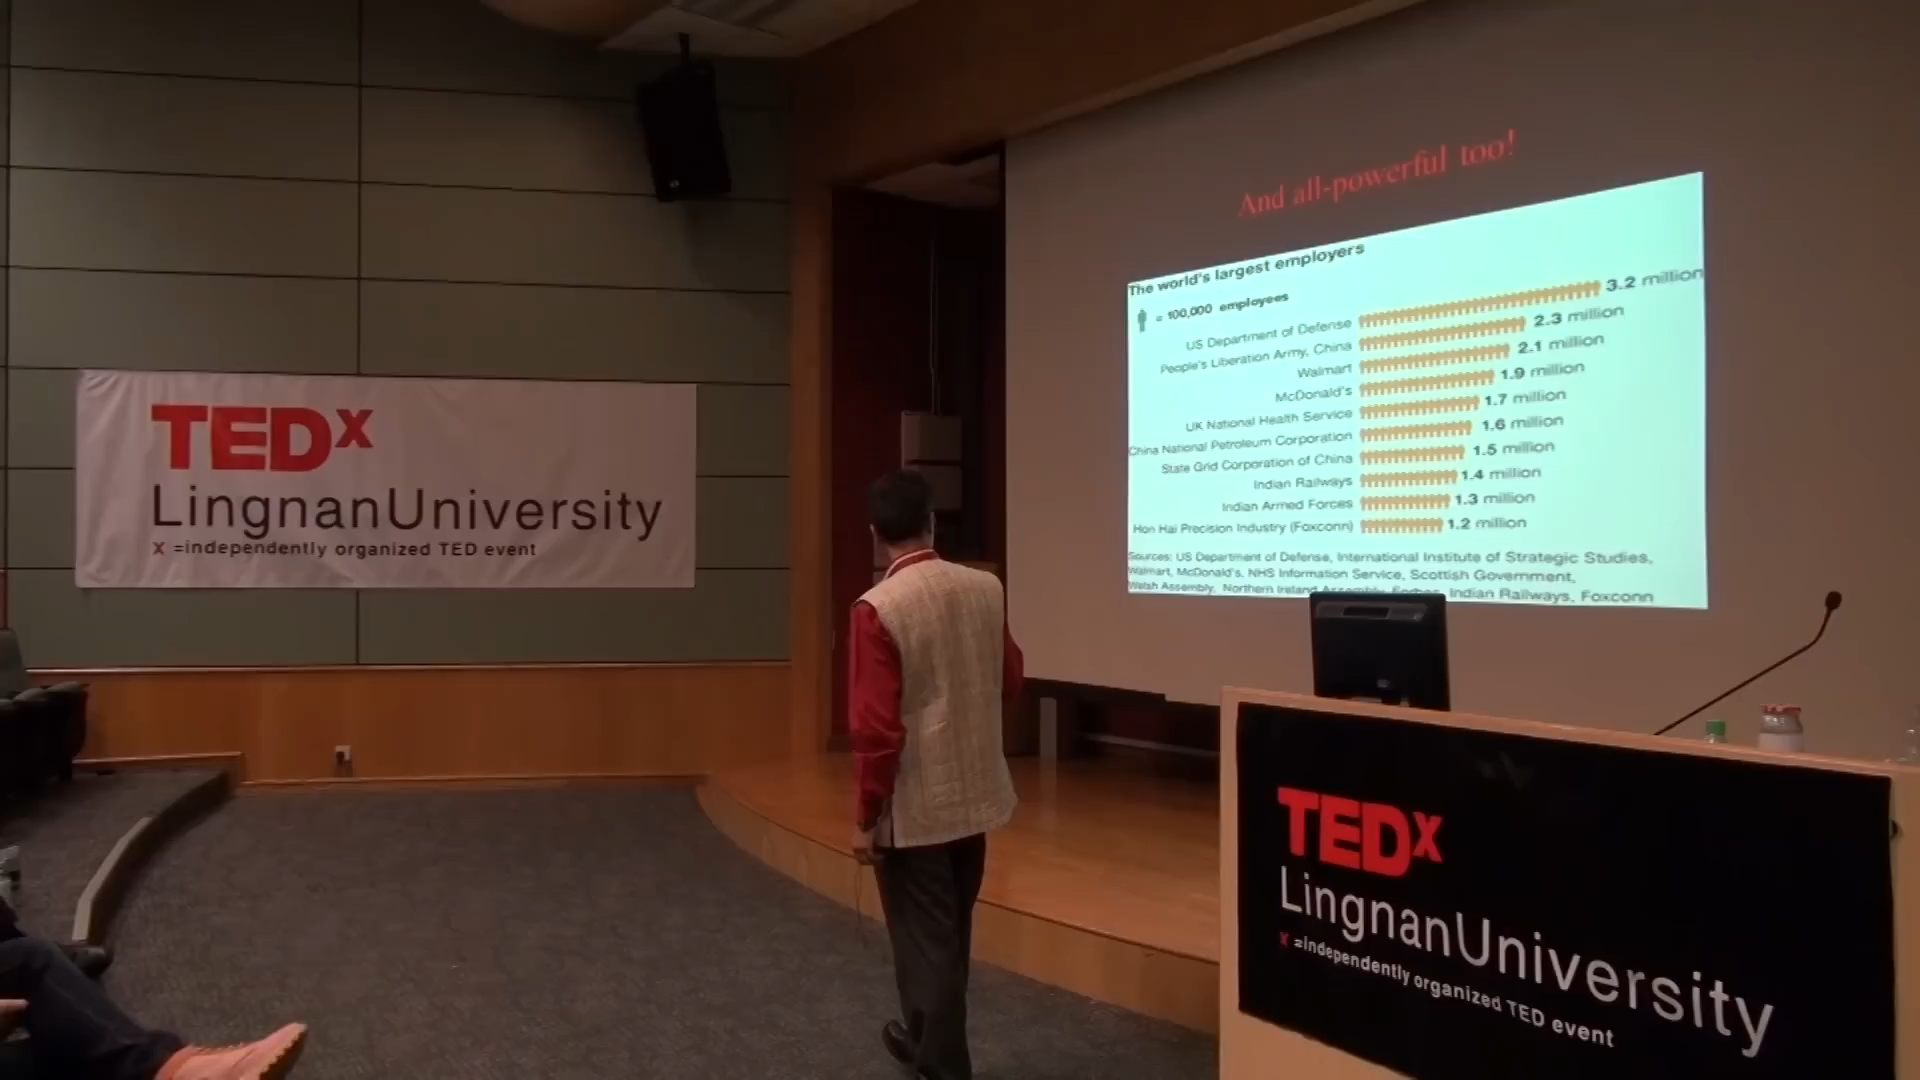 And all-powerful too!
The world's largest employers
= 100,000 employees
US Department of Defense 3.2 million
People's Liberation Army, China 2.3 million
Walmart 2.1 million
McDonald's 1.9 million
UK National Health Service 1.7 million
China National Petroleum Corporation 1.6 million
State Grid Corporation of China 1.5 million
Indian Railways 1.4 million
Indian Armed Forces 1.3 million
Hon Hai Precision Industry (Foxconn) 1.2 million
Sources: US Department of Defense, International Institute of Strategic Studies,
Walmart, McDonald's, NHS Information Service, Scottish Government,
Welsh Assembly, Northern Ireland Assembly, Forbes, Indian Railways, Foxconn
TEDx
LingnanUniversity
x =independently organized TED event
TEDx
LingnanUniversity
x =independently organized TED event